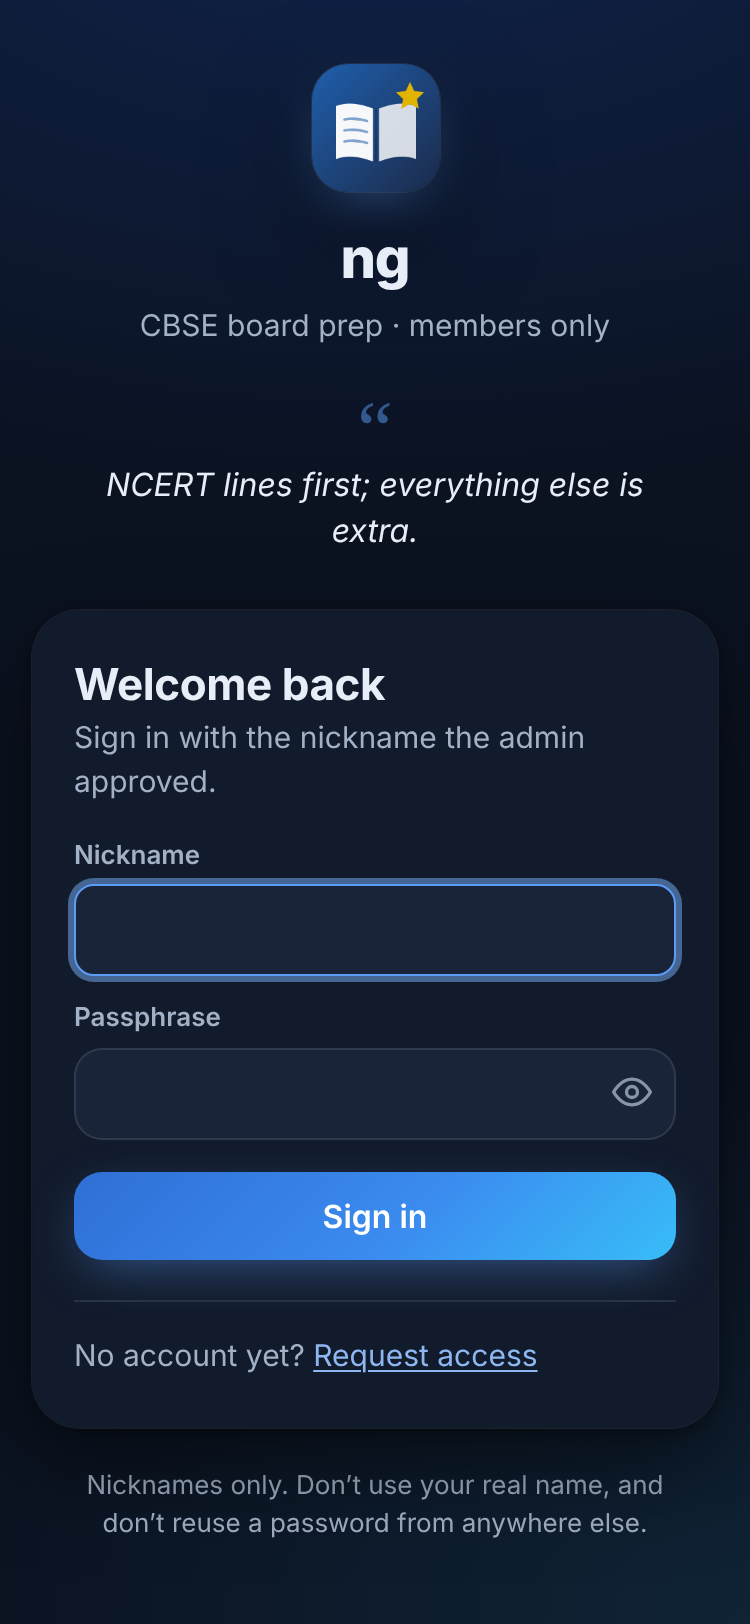 ng
CBSE board prep · members only
“
NCERT lines first; everything else is
extra.
Welcome back
Sign in with the nickname the admin
approved.
Nickname
Passphrase
Sign in
No account yet? Request access
Nicknames only. Don’t use your real name, and
don’t reuse a password from anywhere else.